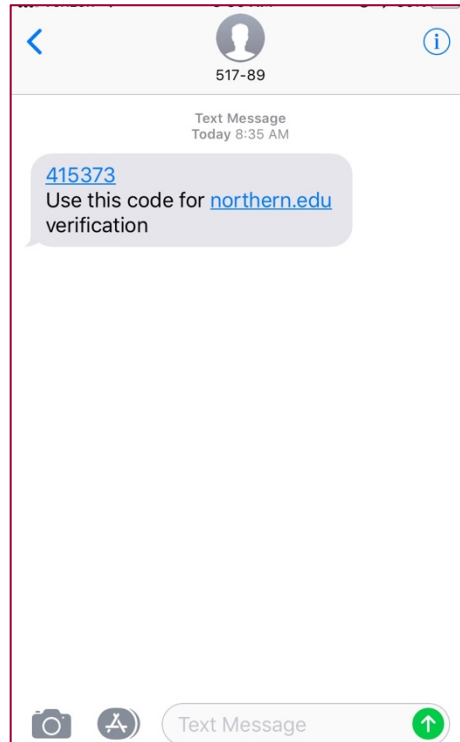 517-89
Text Message
Today 8:35 AM
415373
Use this code for northern.edu
verification
Text Message